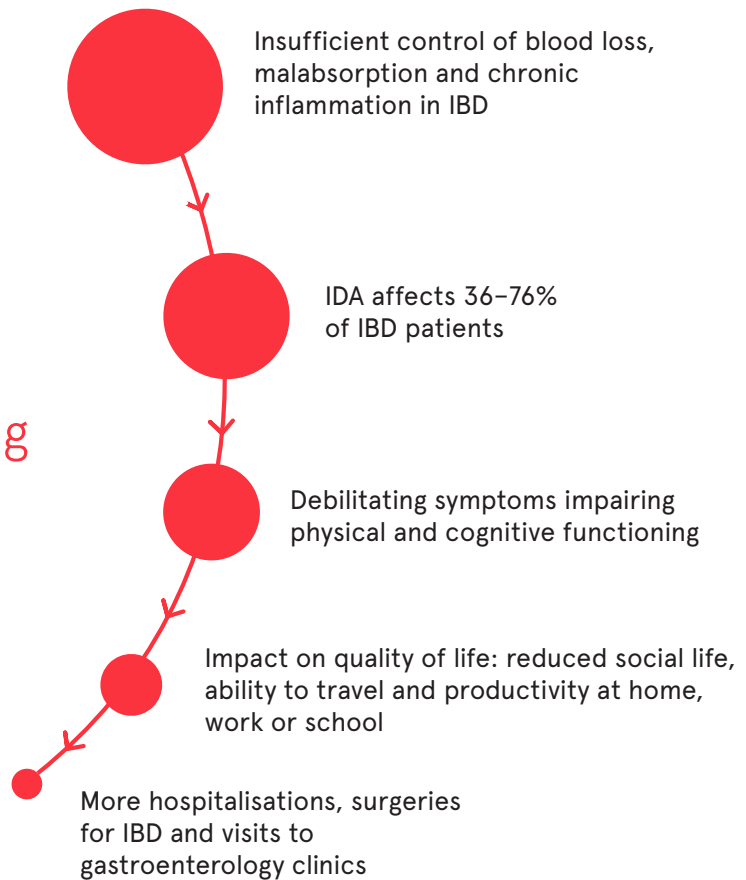 Insufficient control of blood loss,
malabsorption and chronic
inflammation in IBD
IDA affects 36–76%
of IBD patients
g
Debilitating symptoms impairing
physical and cognitive functioning
Impact on quality of life: reduced social life,
ability to travel and productivity at home,
work or school
More hospitalisations, surgeries
for IBD and visits to
gastroenterology clinics